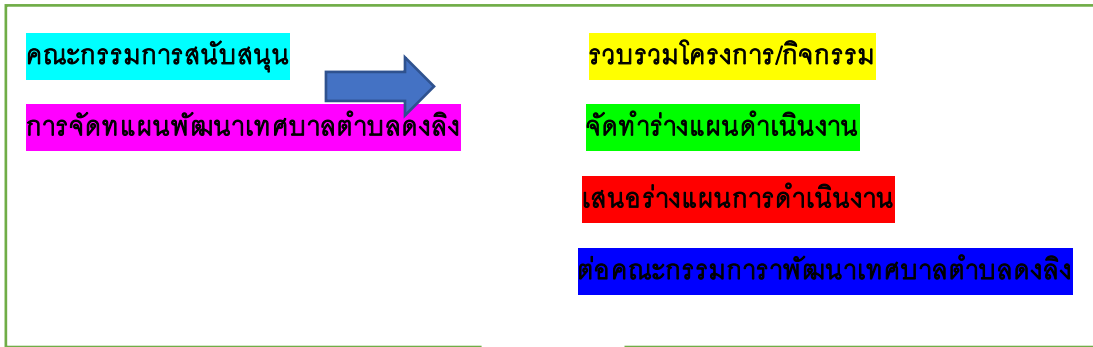 คณะกรรมการสนับสนุน
การจัดทแผนพัฒนาเทศบาลตำบลดงลิง
รวบรวมโครงการ/กิจกรรม
จัดทำร่างแผนดำเนินงาน
เสนอร่างแผนการดำเนินงาน
ต่อคณะกรรมการาพัฒนาเทศบาลตำบลดงลิง